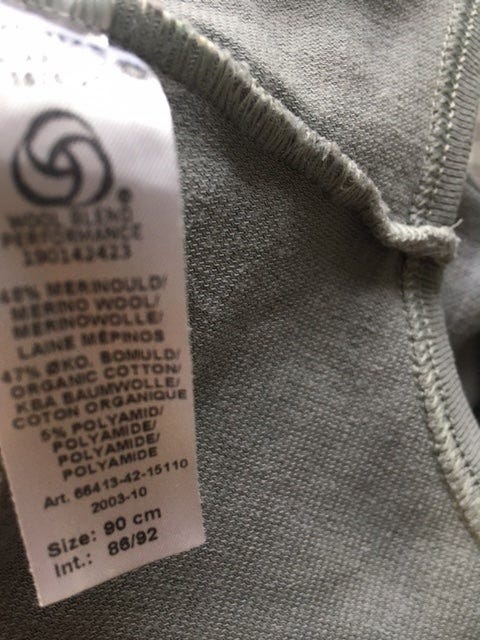 WOOL BLEND
PERFORMANCE
190142423
48% MERINOULD/
MERINO WOOL/
MERINOWOLLE/
LAINE MÉPINOS
47% ØKO. BOMULD/
ORGANIC COTTON/
KBA BAUMWOLLE/
COTON ORGANIQUE
5% POLYAMID/
POLYAMIDE/
POLYAMIDE/
POLYAMIDE
Art. 66413-42-15110
2003-10
Size: 90 cm
Int.: 86/92